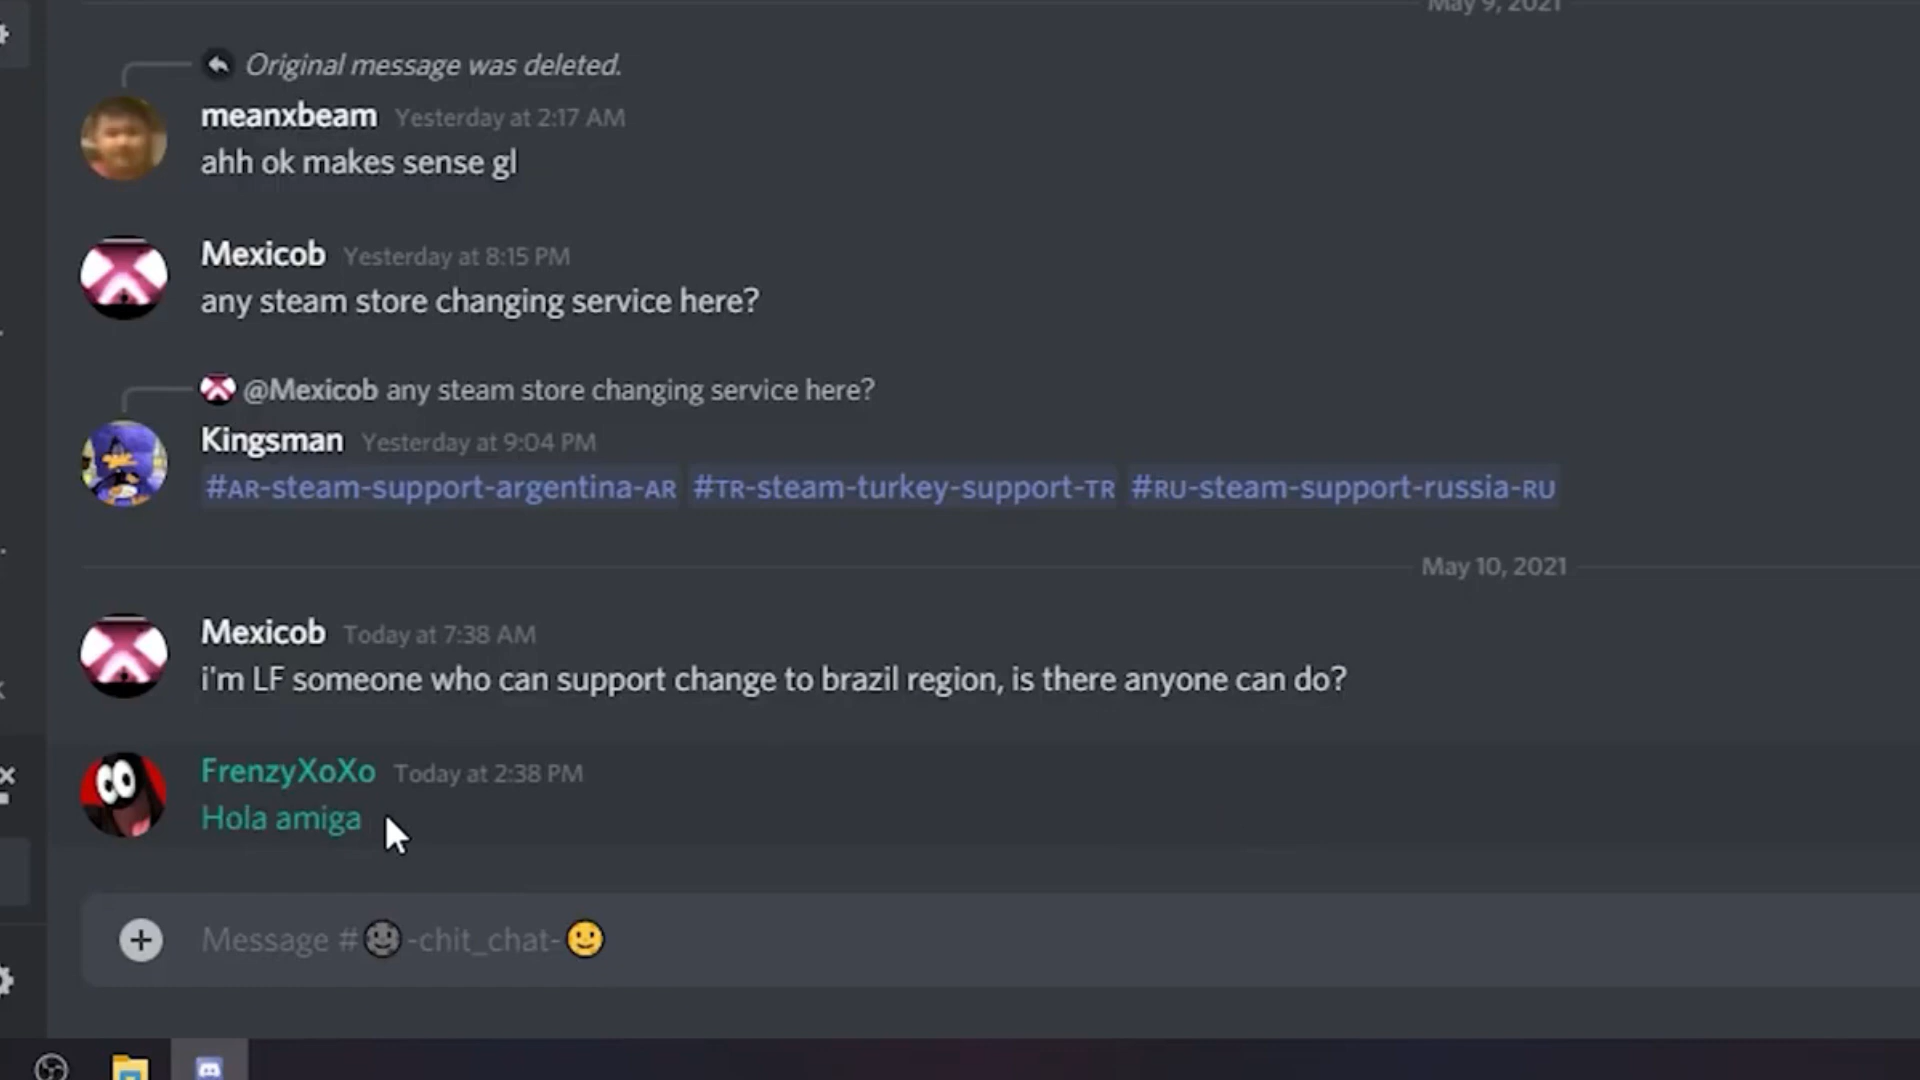 May 9, 2021
Original message was deleted.
meanxbeam Yesterday at 2:17 AM
ahh ok makes sense gl
Mexicob Yesterday at 8:15 PM
any steam store changing service here?
@Mexicob any steam store changing service here?
Kingsman Yesterday at 9:04 PM
#AR-steam-support-argentina-AR #TR-steam-turkey-support-TR #RU-steam-support-russia-RU
May 10, 2021
Mexicob Today at 7:38 AM
i'm LF someone who can support change to brazil region, is there anyone can do?
FrenzyXoXo Today at 2:38 PM
Hola amiga
Message #🌚-chit_chat-🙂